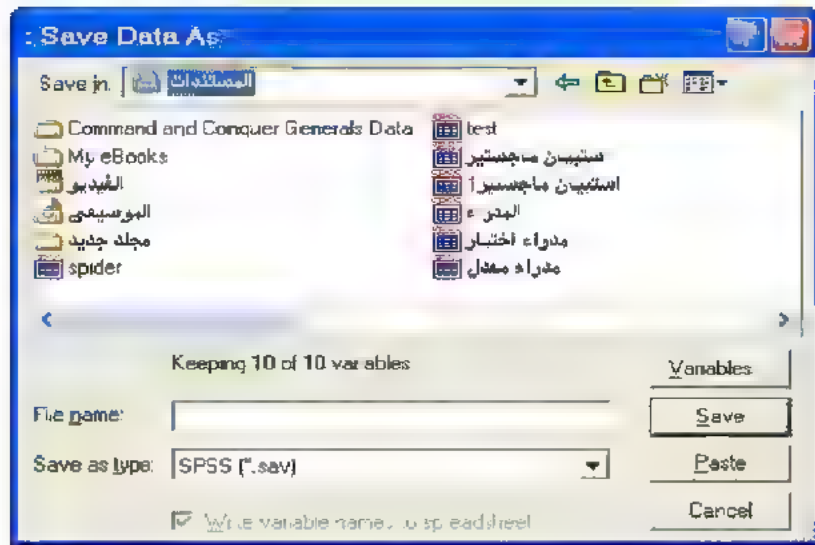 Save Data As
Save in: المستندات
Command and Conquer Generals Data
My eBooks
الفيديو
الموسيقى
مجلد جديد
spider
test
ستبيان ماجستير
استبيان ماجستير1
المدراء
مدراء اختبار
مدراء معدل
Keeping 10 of 10 variables
Variables
File name:
Save
Save as type: SPSS (*.sav)
Paste
Write variable names to spreadsheet
Cancel